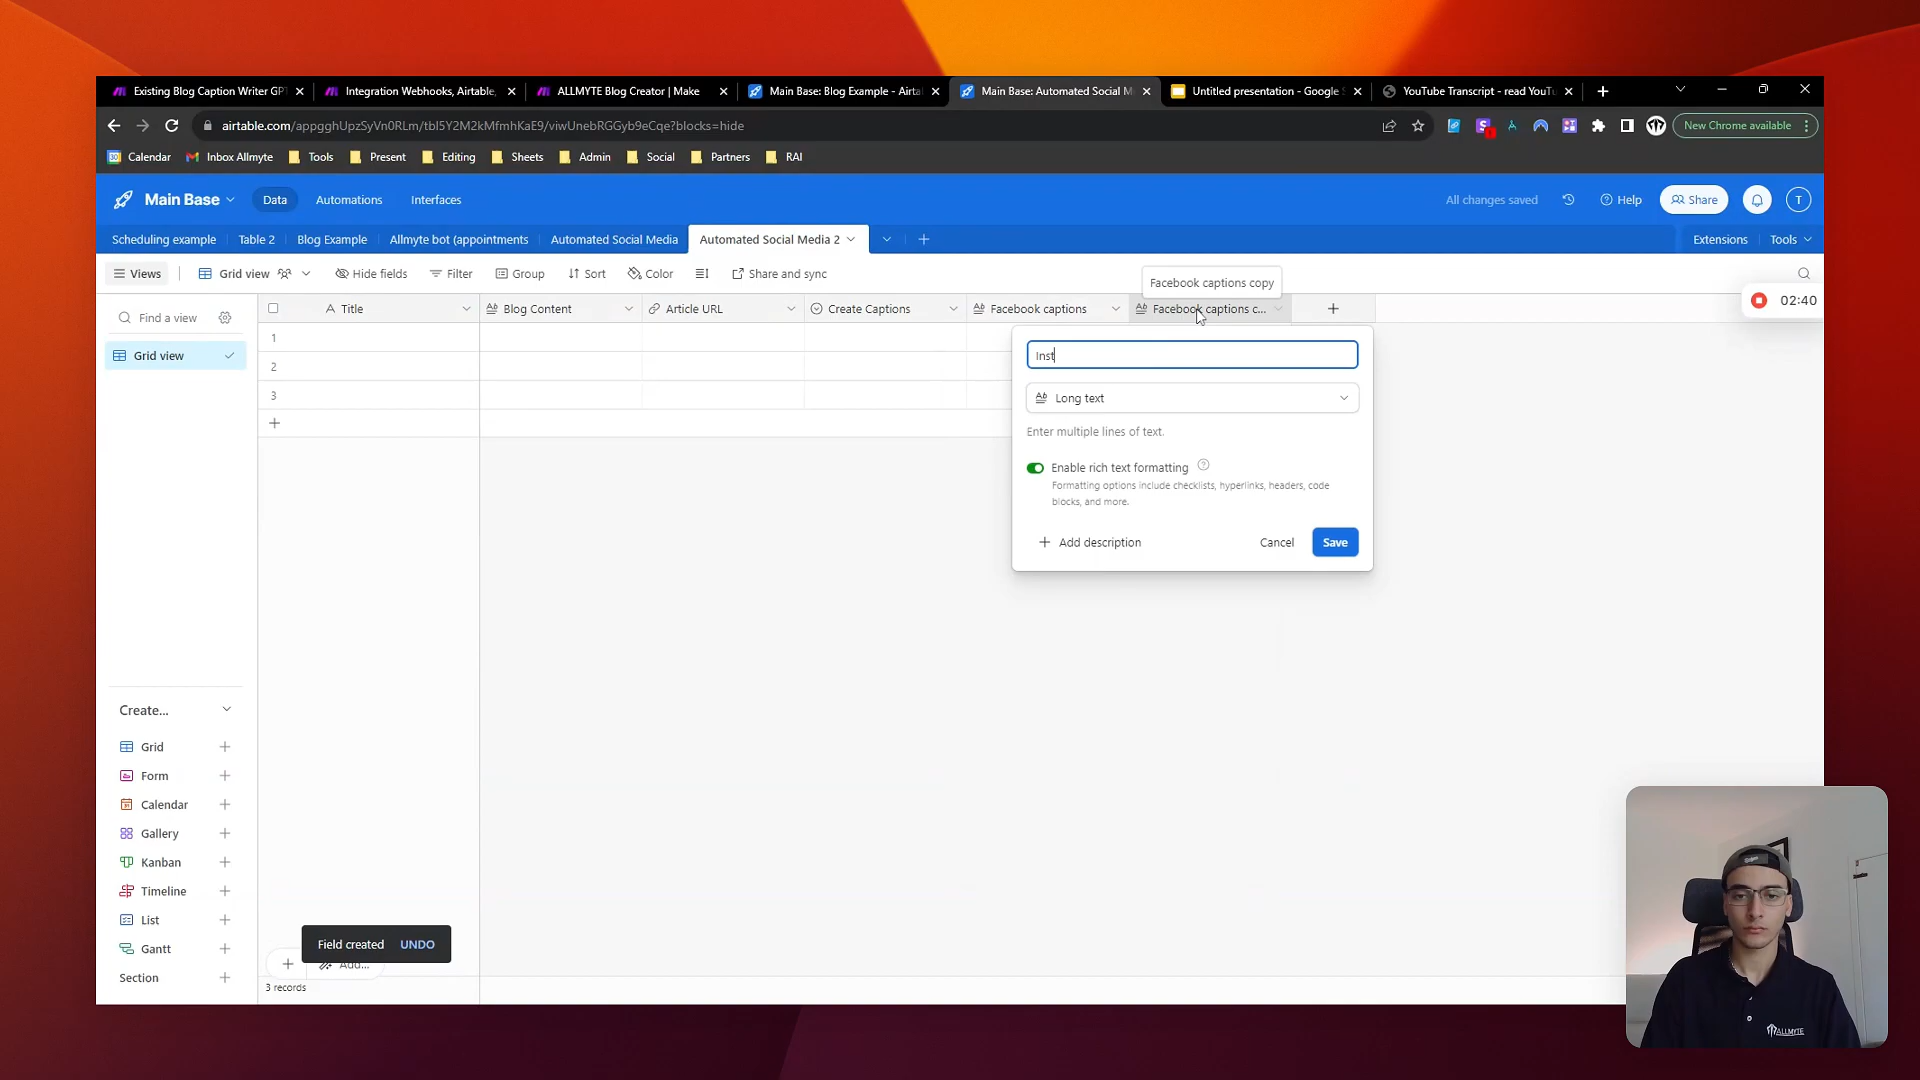 Existing Blog Caption Writer GPT
Integration Webhooks, Airtable,
ALLMYTE Blog Creator | Make
Main Base: Blog Example - Airta
Main Base: Automated Social M
Untitled presentation - Google S
YouTube Transcript - read YouTu
airtable.com/appgghUpzSyVn0RLm/tbl5Y2M2kMfmhKaE9/viwUnebRGGyb9eCqe?blocks=hide
New Chrome available
Calendar
Inbox Allmyte
Tools
Present
Editing
Sheets
Admin
Social
Partners
RAI
Main Base
Data
Automations
Interfaces
All changes saved
Help
Share
T
Scheduling example
Table 2
Blog Example
Allmyte bot (appointments
Automated Social Media
Automated Social Media 2
Extensions
Tools
Views
Grid view
Hide fields
Filter
Group
Sort
Color
Share and sync
Facebook captions copy
02:40
Find a view
Title
Blog Content
Article URL
Create Captions
Facebook captions
Facebook captions c...
Grid view
1
2
3
Inst
Long text
Enter multiple lines of text.
Enable rich text formatting
Formatting options include checklists, hyperlinks, headers, code
blocks, and more.
Add description
Cancel
Save
Create...
Grid
Form
Calendar
Gallery
Kanban
Timeline
List
Gantt
Section
Field created
UNDO
Add...
3 records
ALLMYTE